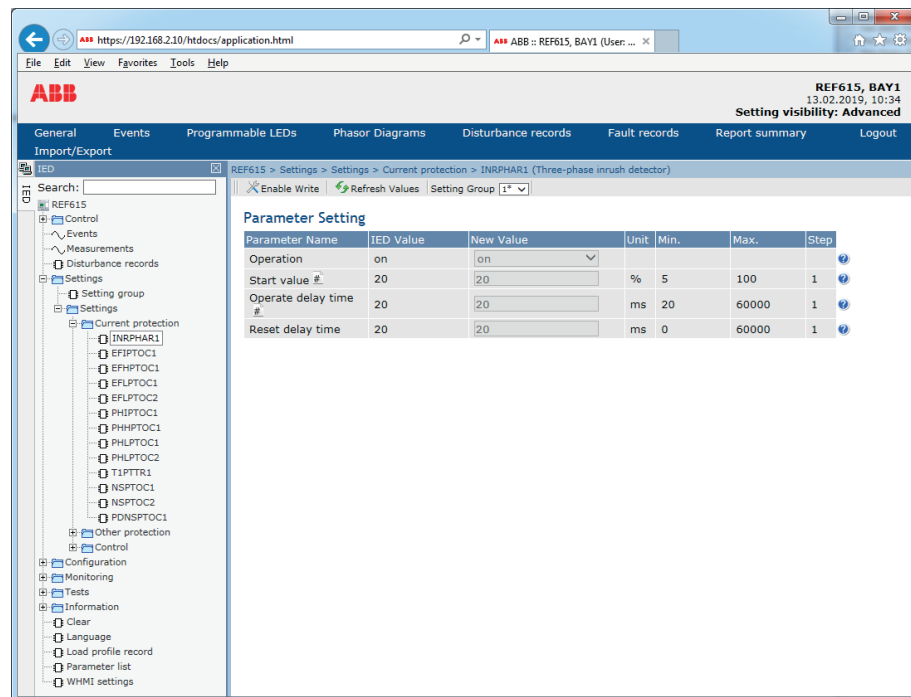 https://192.168.2.10/htdocs/application.html
ABB :: REF615, BAY1 (User: ...
File Edit View Favorites Tools Help
ABB
REF615, BAY1
13.02.2019, 10:34
Setting visibility: Advanced
General Events Programmable LEDs Phasor Diagrams Disturbance records Fault records Report summary Logout
Import/Export
IED
IED
Search:
REF615
Control
Events
Measurements
Disturbance records
Settings
Setting group
Settings
Current protection
INRPHAR1
EFIPTOC1
EFHPTOC1
EFLPTOC1
EFLPTOC2
PHIPTOC1
PHHPTOC1
PHLPTOC1
PHLPTOC2
T1PTTR1
NSPTOC1
NSPTOC2
PDNSPTOC1
Other protection
Control
Configuration
Monitoring
Tests
Information
Clear
Language
Load profile record
Parameter list
WHMI settings
REF615 > Settings > Settings > Current protection > INRPHAR1 (Three-phase inrush detector)
Enable Write Refresh Values Setting Group 1*
Parameter Setting
Parameter Name IED Value New Value Unit Min. Max. Step
Operation on on
Start value # 20 20 % 5 100 1
Operate delay time # 20 20 ms 20 60000 1
Reset delay time 20 20 ms 0 60000 1